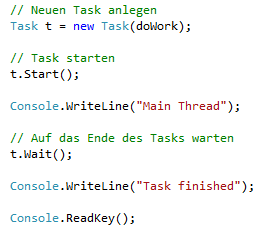 // Neuen Task anlegen
Task t = new Task(doWork);
// Task starten
t.Start();
Console.WriteLine("Main Thread");
// Auf das Ende des Tasks warten
t.Wait();
Console.WriteLine("Task finished");
Console.ReadKey();